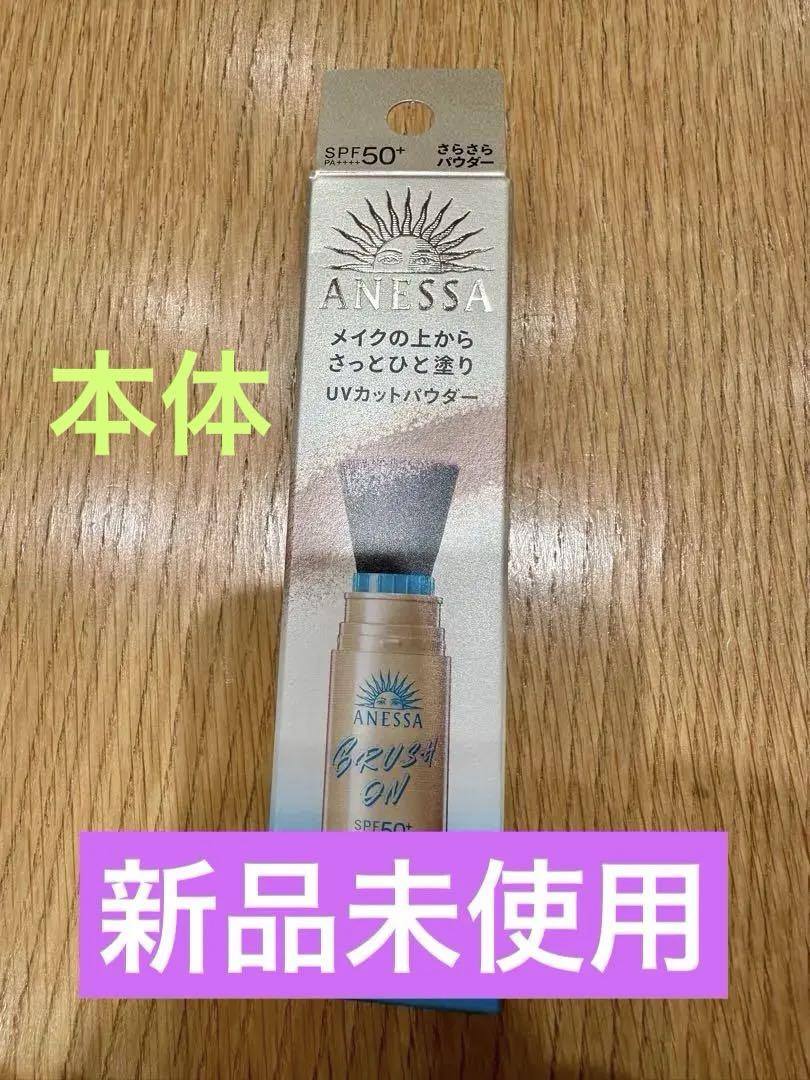 SPF50+
PA++++
さらさら
パウダー
ANESSA
メイクの上から
さっとひと塗り
UVカットパウダー
本体
ANESSA
BRUSH
ON
SPF50+
新品未使用